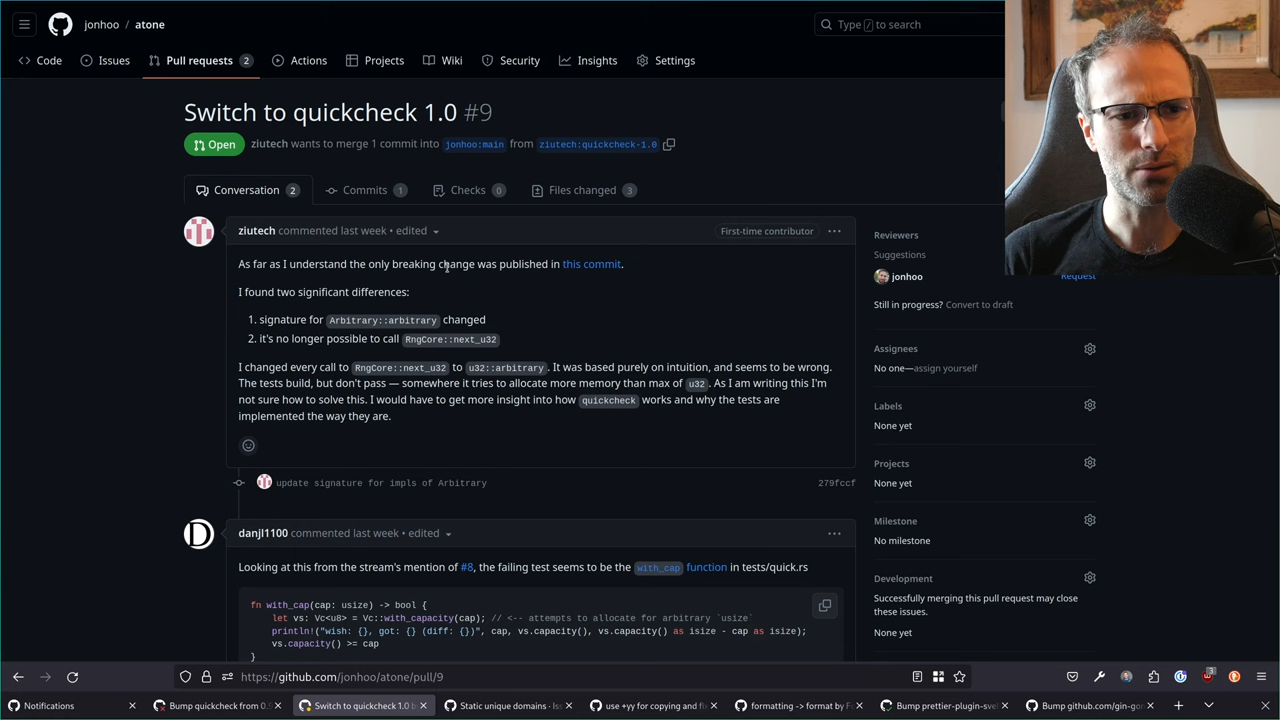 jonhoo / atone
Type / to search
Code
Issues
Pull requests 2
Actions
Projects
Wiki
Security
Insights
Settings
Switch to quickcheck 1.0 #9
Open
ziutech wants to merge 1 commit into jonhoo:main from ziutech:quickcheck-1.0
Conversation 2
Commits 1
Checks 0
Files changed 3
ziutech commented last week • edited
First-time contributor
As far as I understand the only breaking change was published in this commit.
I found two significant differences:
1. signature for Arbitrary::arbitrary changed
2. it's no longer possible to call RngCore::next_u32
I changed every call to RngCore::next_u32 to u32::arbitrary. It was based purely on intuition, and seems to be wrong.
The tests build, but don't pass — somewhere it tries to allocate more memory than max of u32. As I am writing this I'm
not sure how to solve this. I would have to get more insight into how quickcheck works and why the tests are
implemented the way they are.
update signature for impls of Arbitrary
279fccf
danjl1100 commented last week • edited
Looking at this from the stream's mention of #8, the failing test seems to be the with_cap function in tests/quick.rs
fn with_cap(cap: usize) -> bool {
let vs: Vc<u8> = Vc::with_capacity(cap); // <-- attempts to allocate for arbitrary `usize`
println!("wish: {}, got: {} (diff: {})", cap, vs.capacity(), vs.capacity() as isize - cap as isize);
vs.capacity() >= cap
}
Reviewers
Suggestions
jonhoo
Request
Still in progress? Convert to draft
Assignees
No one—assign yourself
Labels
None yet
Projects
None yet
Milestone
No milestone
Development
Successfully merging this pull request may close
these issues.
None yet
https://github.com/jonhoo/atone/pull/9
3
Notifications
Bump quickcheck from 0.9
Switch to quickcheck 1.0 b
Static unique domains · Iss
use +yy for copying and fi
formatting -> format by F
Bump prettier-plugin-sve
Bump github.com/gin-gon